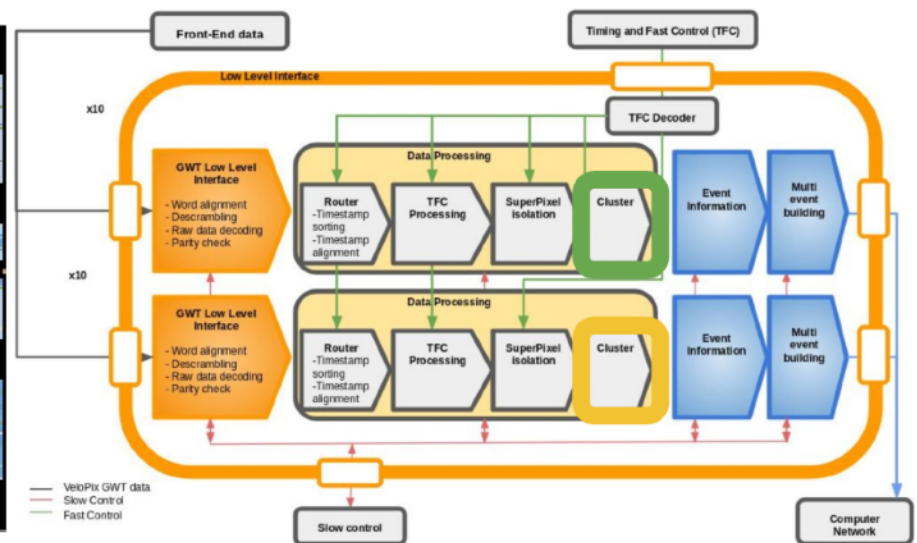 Front-End data
Timing and Fast Control (TFC)
Low Level Interface
x10
TFC Decoder
Data Processing
GWT Low Level
Interface
- Word alignment
- Descrambling
- Raw data decoding
- Parity check
Router
-Timestamp
sorting
-Timestamp
alignment
TFC
Processing
SuperPixel
isolation
Cluster
Event
Information
Multi
event
building
x10
Data Processing
GWT Low Level
Interface
- Word alignment
- Descrambling
- Raw data decoding
- Parity check
Router
-Timestamp
sorting
-Timestamp
alignment
TFC
Processing
SuperPixel
isolation
Cluster
Event
Information
Multi
event
building
VeloPix GWT data
Slow Control
Fast Control
Slow control
Computer
Network